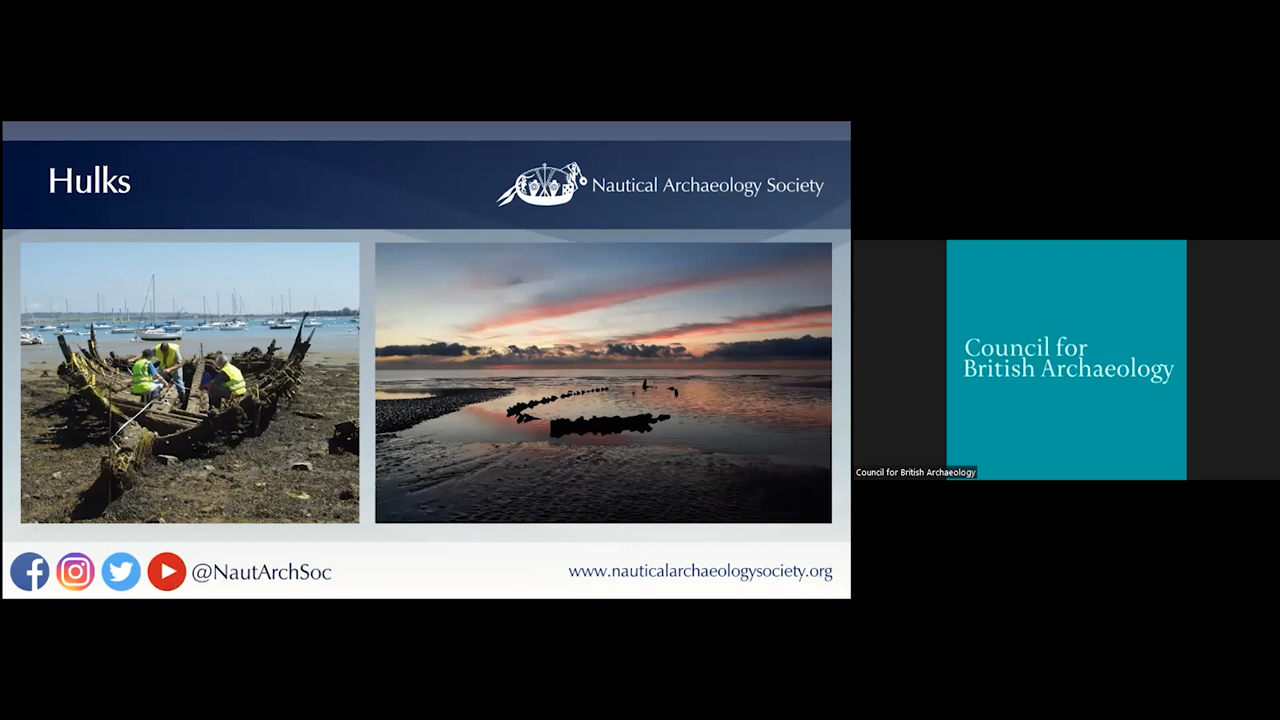 Hulks
Nautical Archaeology Society
@NautArchSoc
www.nauticalarchaeologysociety.org
Council for
British Archaeology
Council for British Archaeology